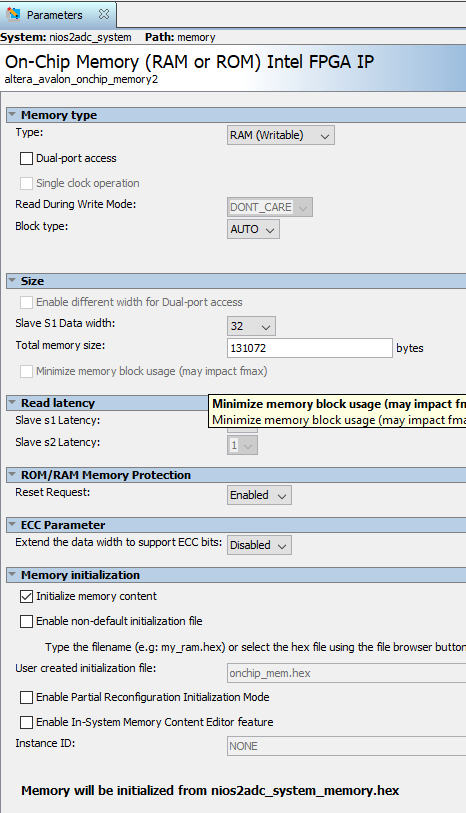 Parameters
System: nios2adc_system Path: memory
On-Chip Memory (RAM or ROM) Intel FPGA IP
altera_avalon_onchip_memory2
Memory type
Type: RAM (Writable)
Dual-port access
Single clock operation
Read During Write Mode: DONT_CARE
Block type: AUTO
Size
Enable different width for Dual-port access
Slave S1 Data width: 32
Total memory size: 131072 bytes
Minimize memory block usage (may impact fmax)
Read latency
Minimize memory block usage (may impact
Slave s1 Latency:
Minimize memory block usage (may impact
Slave s2 Latency: 1
ROM/RAM Memory Protection
Reset Request: Enabled
ECC Parameter
Extend the data width to support ECC bits: Disabled
Memory initialization
Initialize memory content
Enable non-default initialization file
Type the filename (e.g: my_ram.hex) or select the hex file using the file browser button
User created initialization file: onchip_mem.hex
Enable Partial Reconfiguration Initialization Mode
Enable In-System Memory Content Editor feature
Instance ID: NONE
Memory will be initialized from nios2adc_system_memory.hex